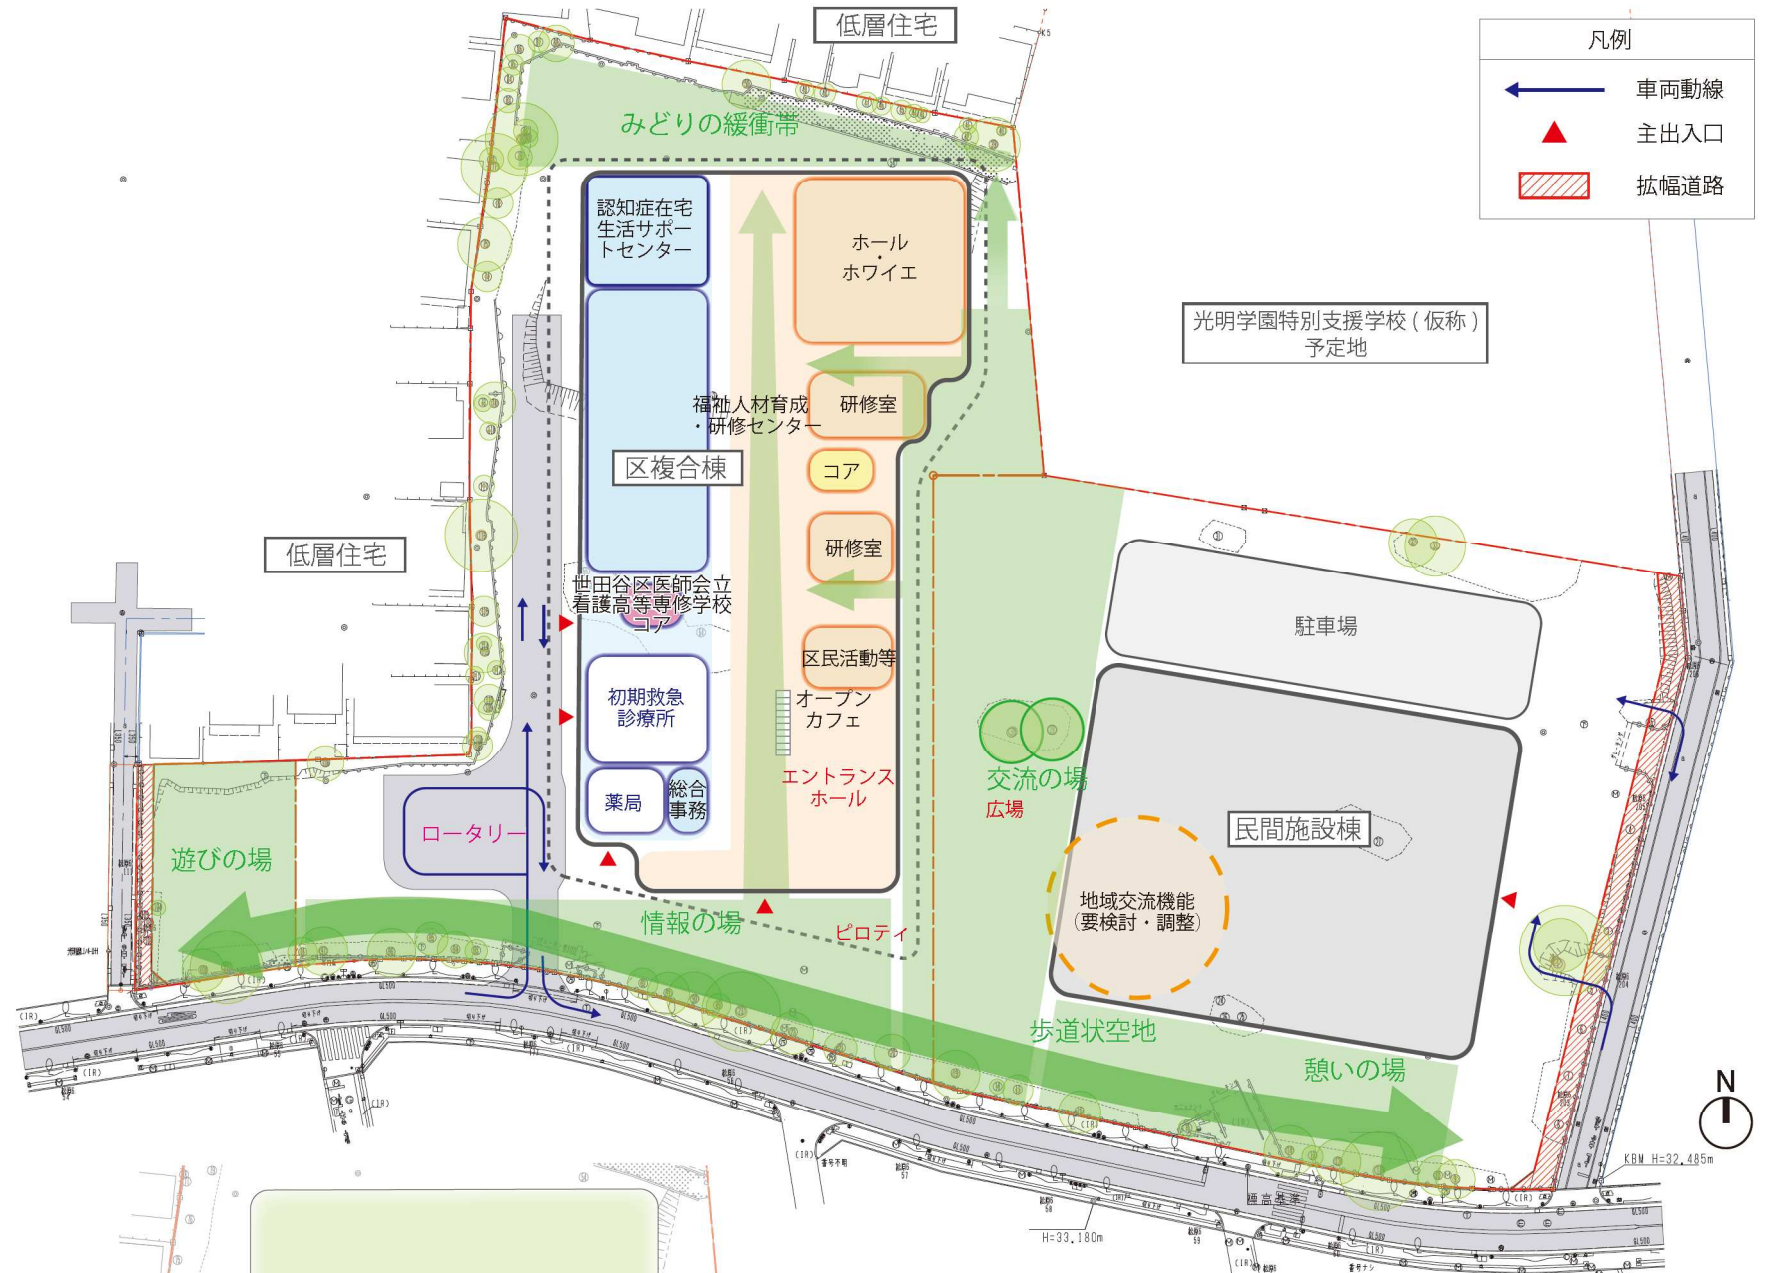 低層住宅
凡例
車両動線
主出入口
拡幅道路
みどりの緩衝帯
認知症在宅
生活サポー
トセンター
ホール
・
ホワイエ
光明学園特別支援学校(仮称)
予定地
福祉人材育成
・研修センター
研修室
区複合棟
コア
低層住宅
研修室
世田谷区医師会立
看護高等専修学校
コア
駐車場
区民活動等
初期救急
診療所
オープン
カフェ
交流の場
広場
エントランス
ホール
薬局
総合
事務
ロータリー
民間施設棟
遊びの場
地域交流機能
(要検討・調整)
情報の場
ピロティ
歩道状空地
憩いの場
N
KBM H=32.485m
H=33.180m